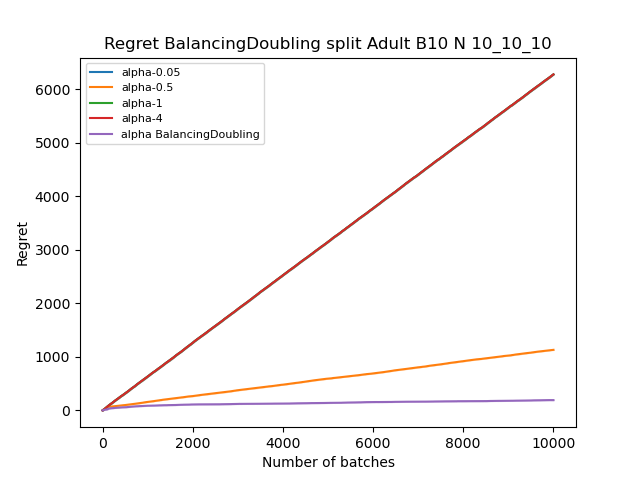 Regret BalancingDoubling split Adult B10 N 10_10_10
alpha-0.05
alpha-0.5
alpha-1
alpha-4
alpha BalancingDoubling
6000
5000
4000
3000
2000
1000
0
Regret
0 2000 4000 6000 8000 10000
Number of batches